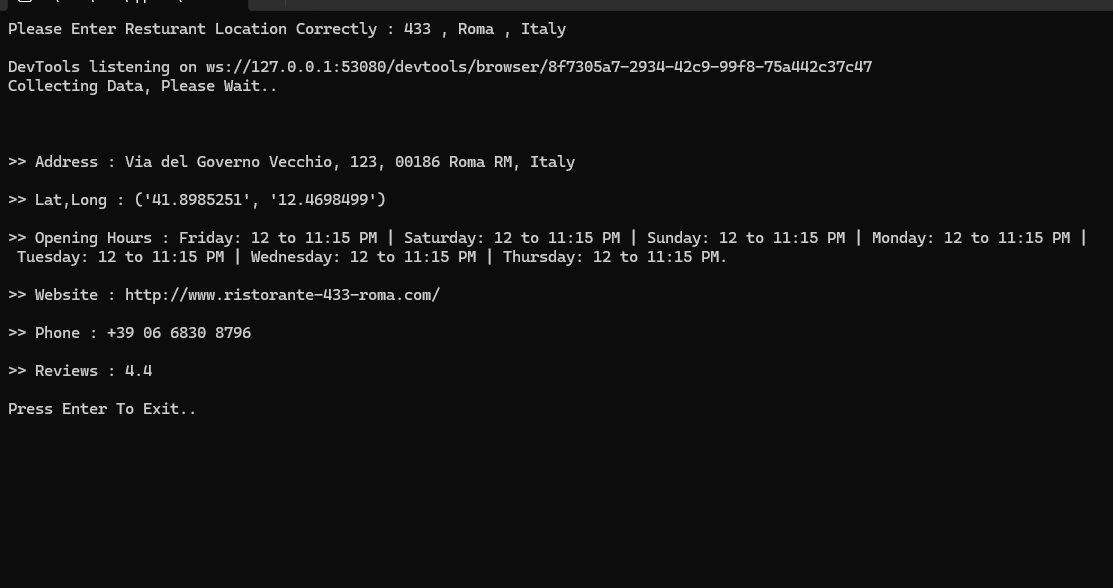 Please Enter Resturant Location Correctly : 433 , Roma , Italy
DevTools listening on ws://127.0.0.1:53080/devtools/browser/8f7305a7-2934-42c9-99f8-75a442c37c47
Collecting Data, Please Wait..
>> Address : Via del Governo Vecchio, 123, 00186 Roma RM, Italy
>> Lat,Long : ('41.8985251', '12.4698499')
>> Opening Hours : Friday: 12 to 11:15 PM | Saturday: 12 to 11:15 PM | Sunday: 12 to 11:15 PM | Monday: 12 to 11:15 PM |
Tuesday: 12 to 11:15 PM | Wednesday: 12 to 11:15 PM | Thursday: 12 to 11:15 PM.
>> Website : http://www.ristorante-433-roma.com/
>> Phone : +39 06 6830 8796
>> Reviews : 4.4
Press Enter To Exit..